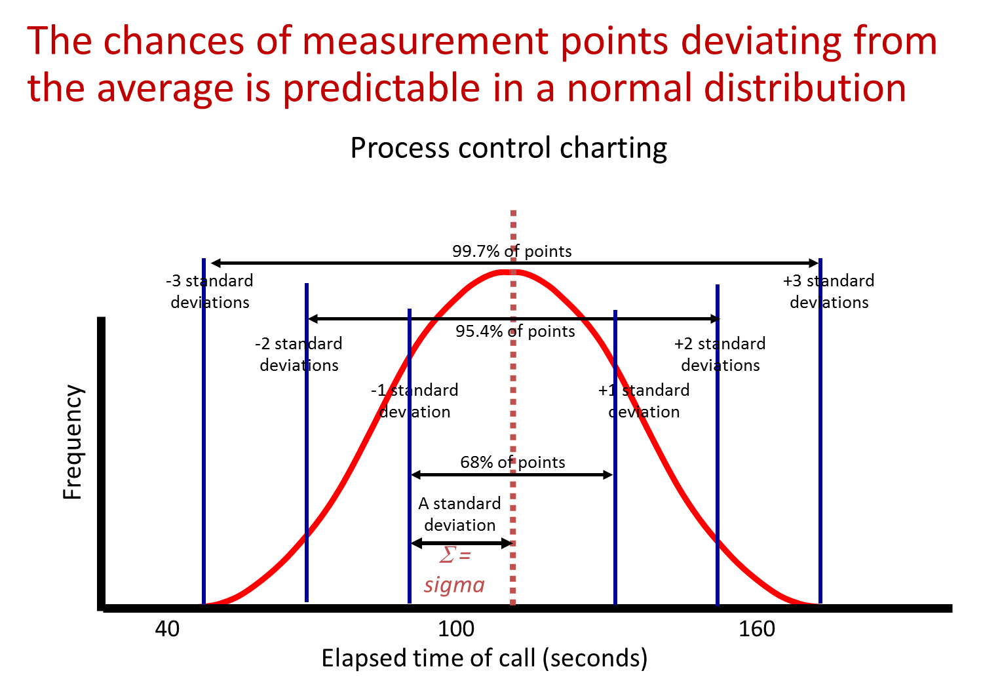 The chances of measurement points deviating from
the average is predictable in a normal distribution
Process control charting
99.7% of points
-3 standard
deviations
+3 standard
deviations
95.4% of points
-2 standard
deviations
+2 standard
deviations
-1 standard
deviation
+1 standard
deviation
68% of points
A standard
deviation
Σ =
sigma
Frequency
40 100 160
Elapsed time of call (seconds)